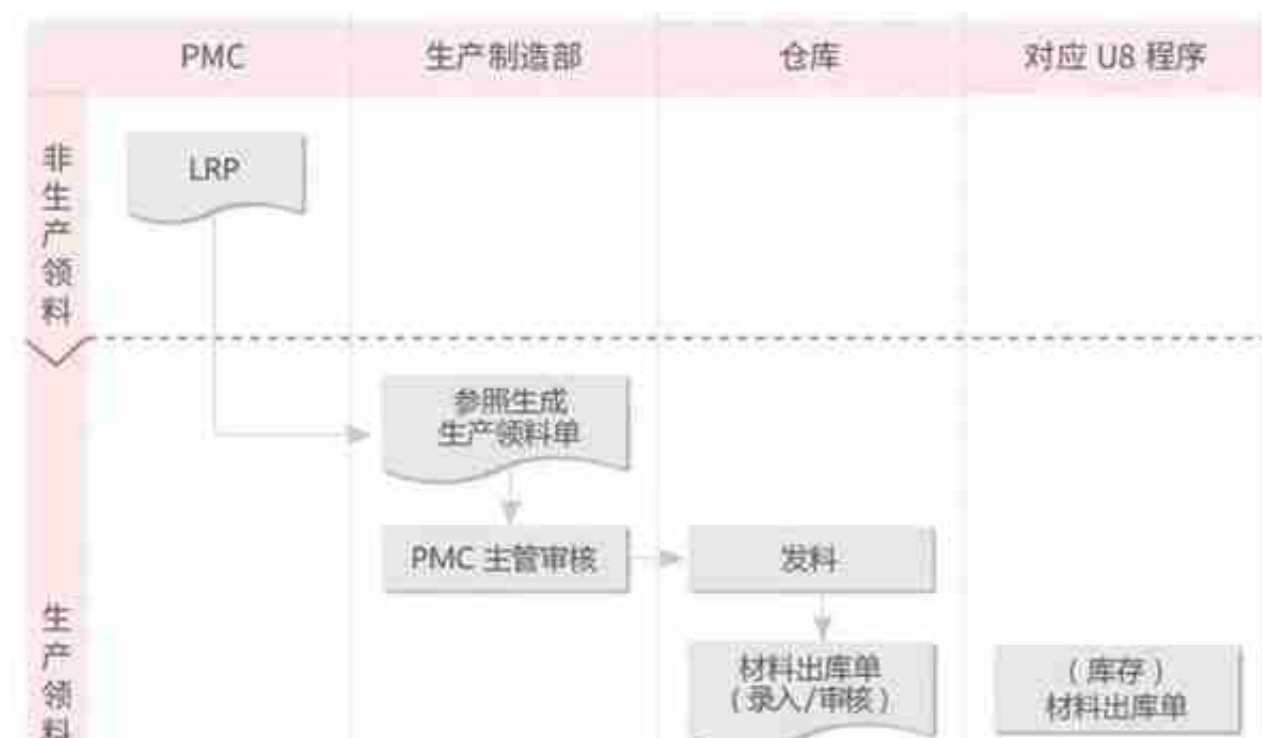 PMC 生产制造部 仓库 对应 U8 程序
非生产领料
LRP
参照生成
生产领料单
PMC 主管审核
发料
生产领料
材料出库单
（录入/审核）
（库存）
材料出库单